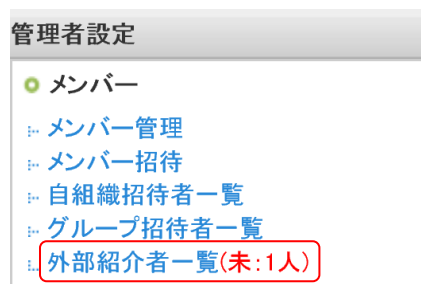 管理者設定
メンバー
メンバー管理
メンバー招待
自組織招待者一覧
グループ招待者一覧
外部紹介者一覧(未:1人)